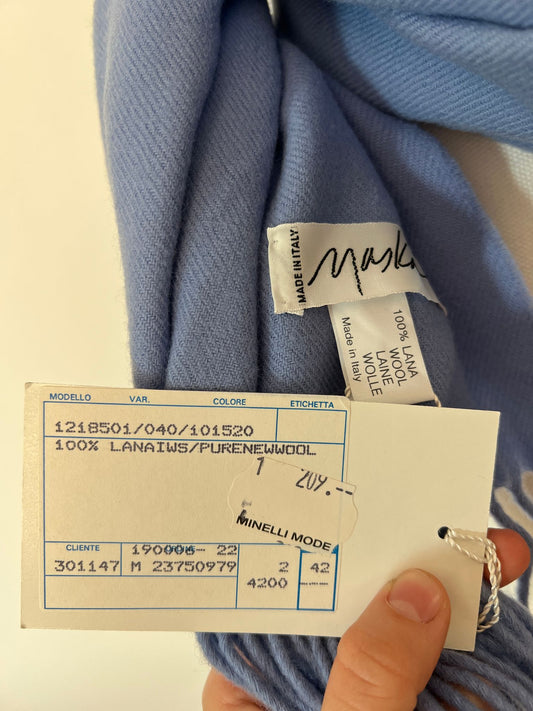 MADE IN ITALY
100% LANA
WOOL
LAINE
WOLLE
Made in Italy
MODELLO VAR. COLORE ETICHETTA
1218501/040/101520
100% LANAIWS/PURENEWWOOL
1 209.--
MINELLI MODE
CLIENTE 190006 22
301147 M 23750979 2 42
4200